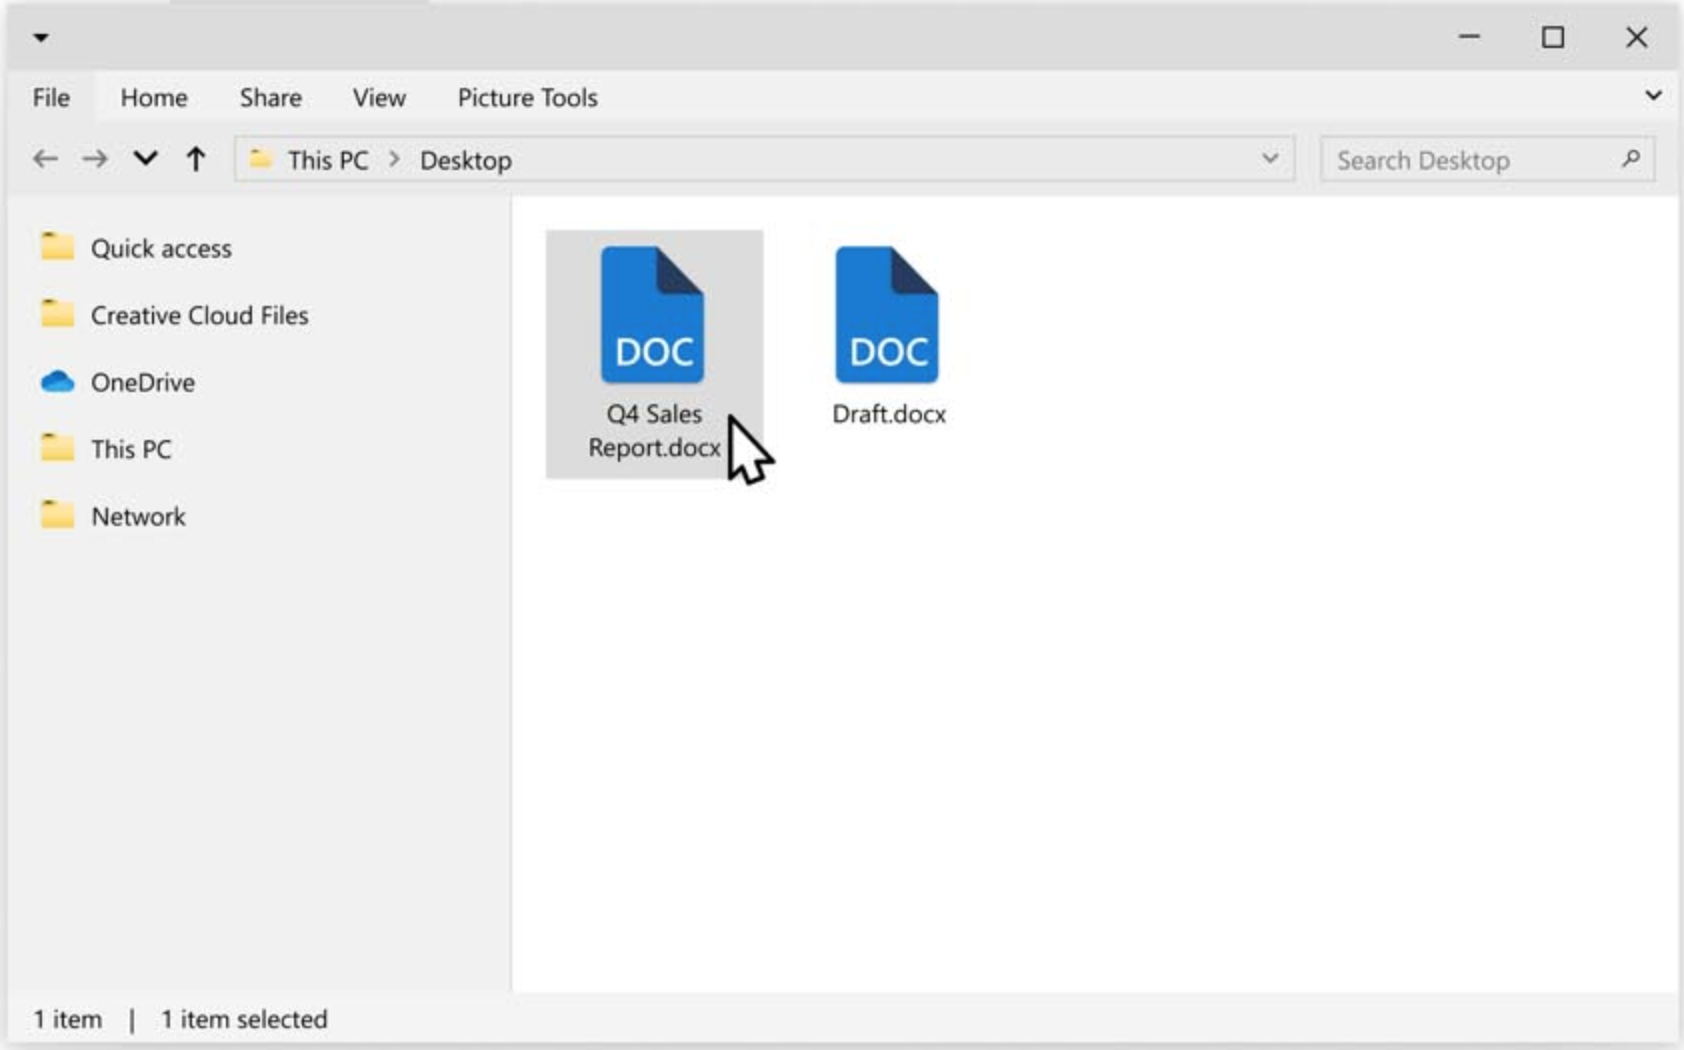 File Home Share View Picture Tools
This PC > Desktop
Search Desktop
Quick access
Creative Cloud Files
OneDrive
This PC
Network
DOC
Q4 Sales
Report.docx
DOC
Draft.docx
1 item | 1 item selected